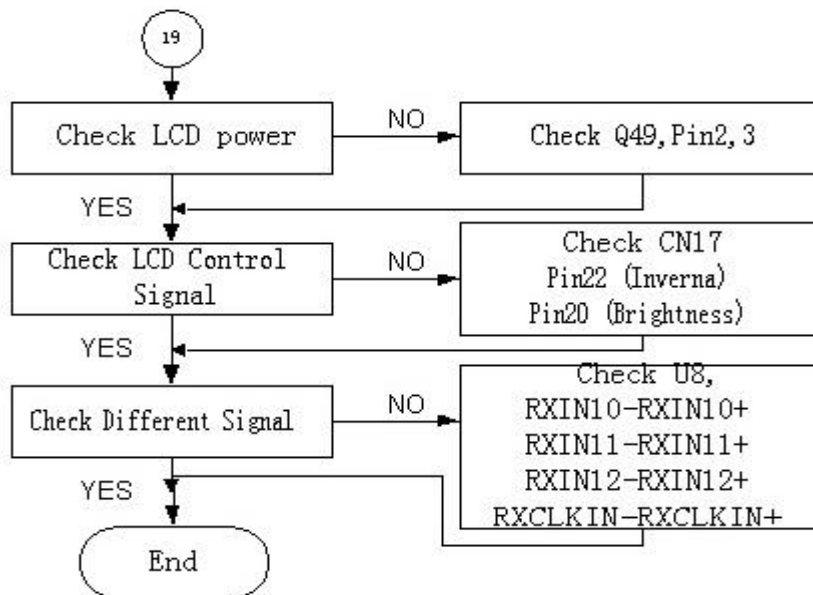 19
Check LCD power
NO
Check Q49,Pin2,3
YES
Check LCD Control
Signal
NO
Check CN17
Pin22 (Inverna)
Pin20 (Brightness)
YES
Check Different Signal
NO
Check U8,
RXIN10-RXIN10+
RXIN11-RXIN11+
RXIN12-RXIN12+
RXCLKIN-RXCLKIN+
YES
End